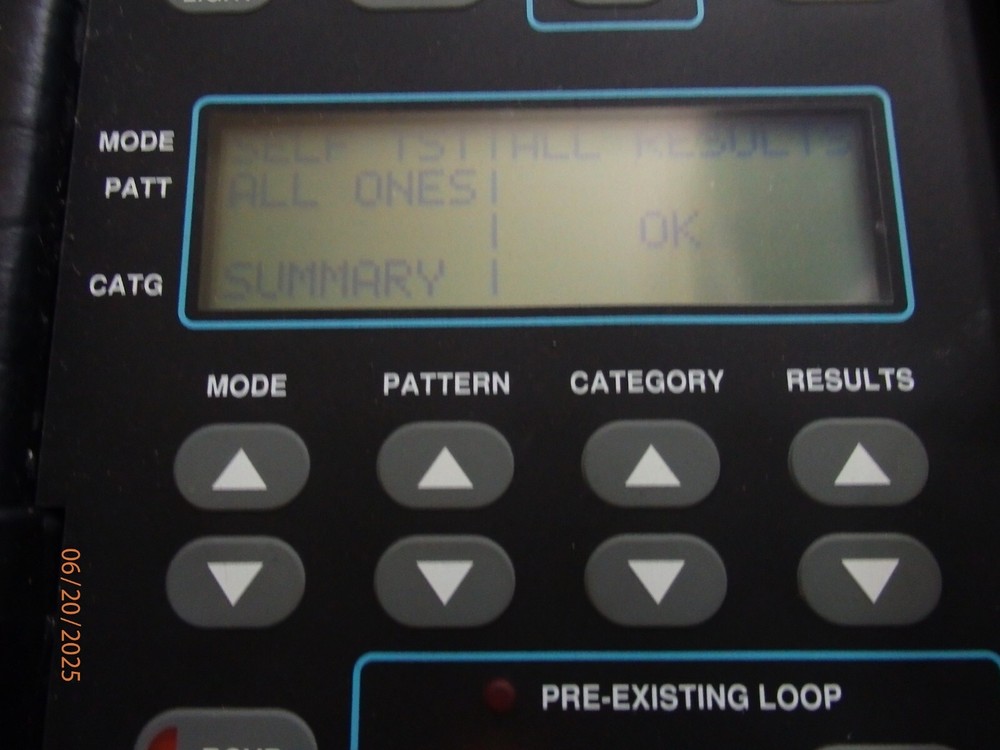 LIGHT
MODE
PATT
CATG
SELF TST|ALL RESULTS
ALL ONES|
| OK
SUMMARY |
MODE PATTERN CATEGORY RESULTS
PRE-EXISTING LOOP
06/20/2025